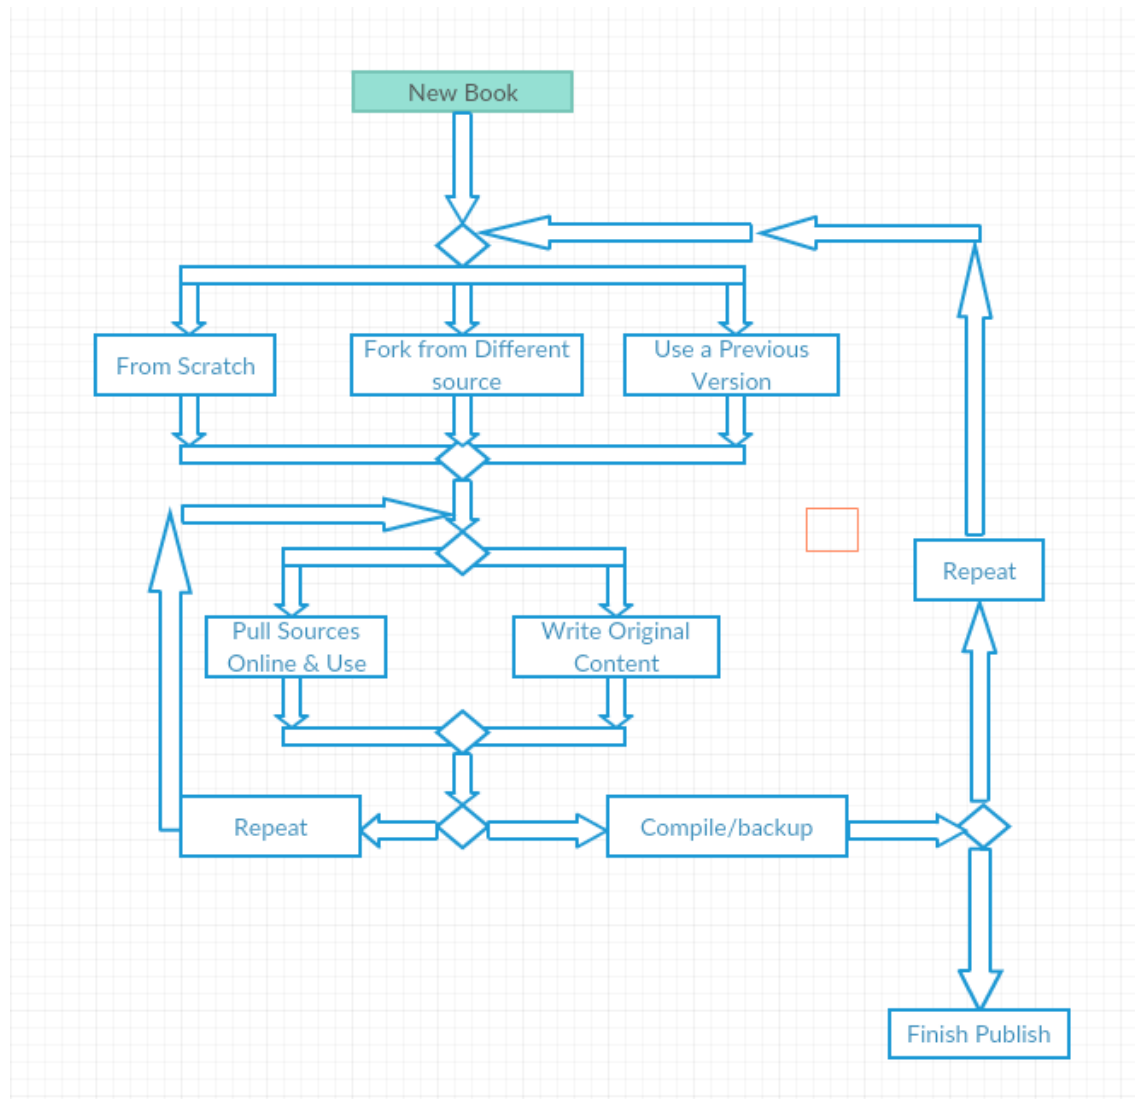 New Book
From Scratch
Fork from Different
source
Use a Previous
Version
Repeat
Pull Sources
Online & Use
Write Original
Content
Repeat
Compile/backup
Finish Publish